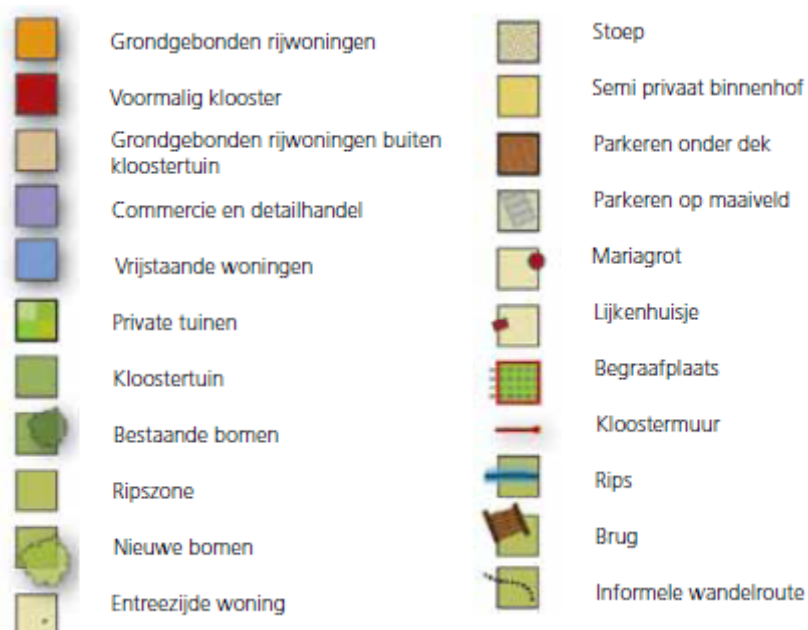 Grondgebonden rijwoningen
Voormalig klooster
Grondgebonden rijwoningen buiten
kloostertuin
Commercie en detailhandel
Vrijstaande woningen
Private tuinen
Kloostertuin
Bestaande bomen
Ripszone
Nieuwe bomen
Entreezijde woning
Stoep
Semi privaat binnenhof
Parkeren onder dek
Parkeren op maaiveld
Mariagrot
Lijkenhuisje
Begraafplaats
Kloostermuur
Rips
Brug
Informele wandelroute